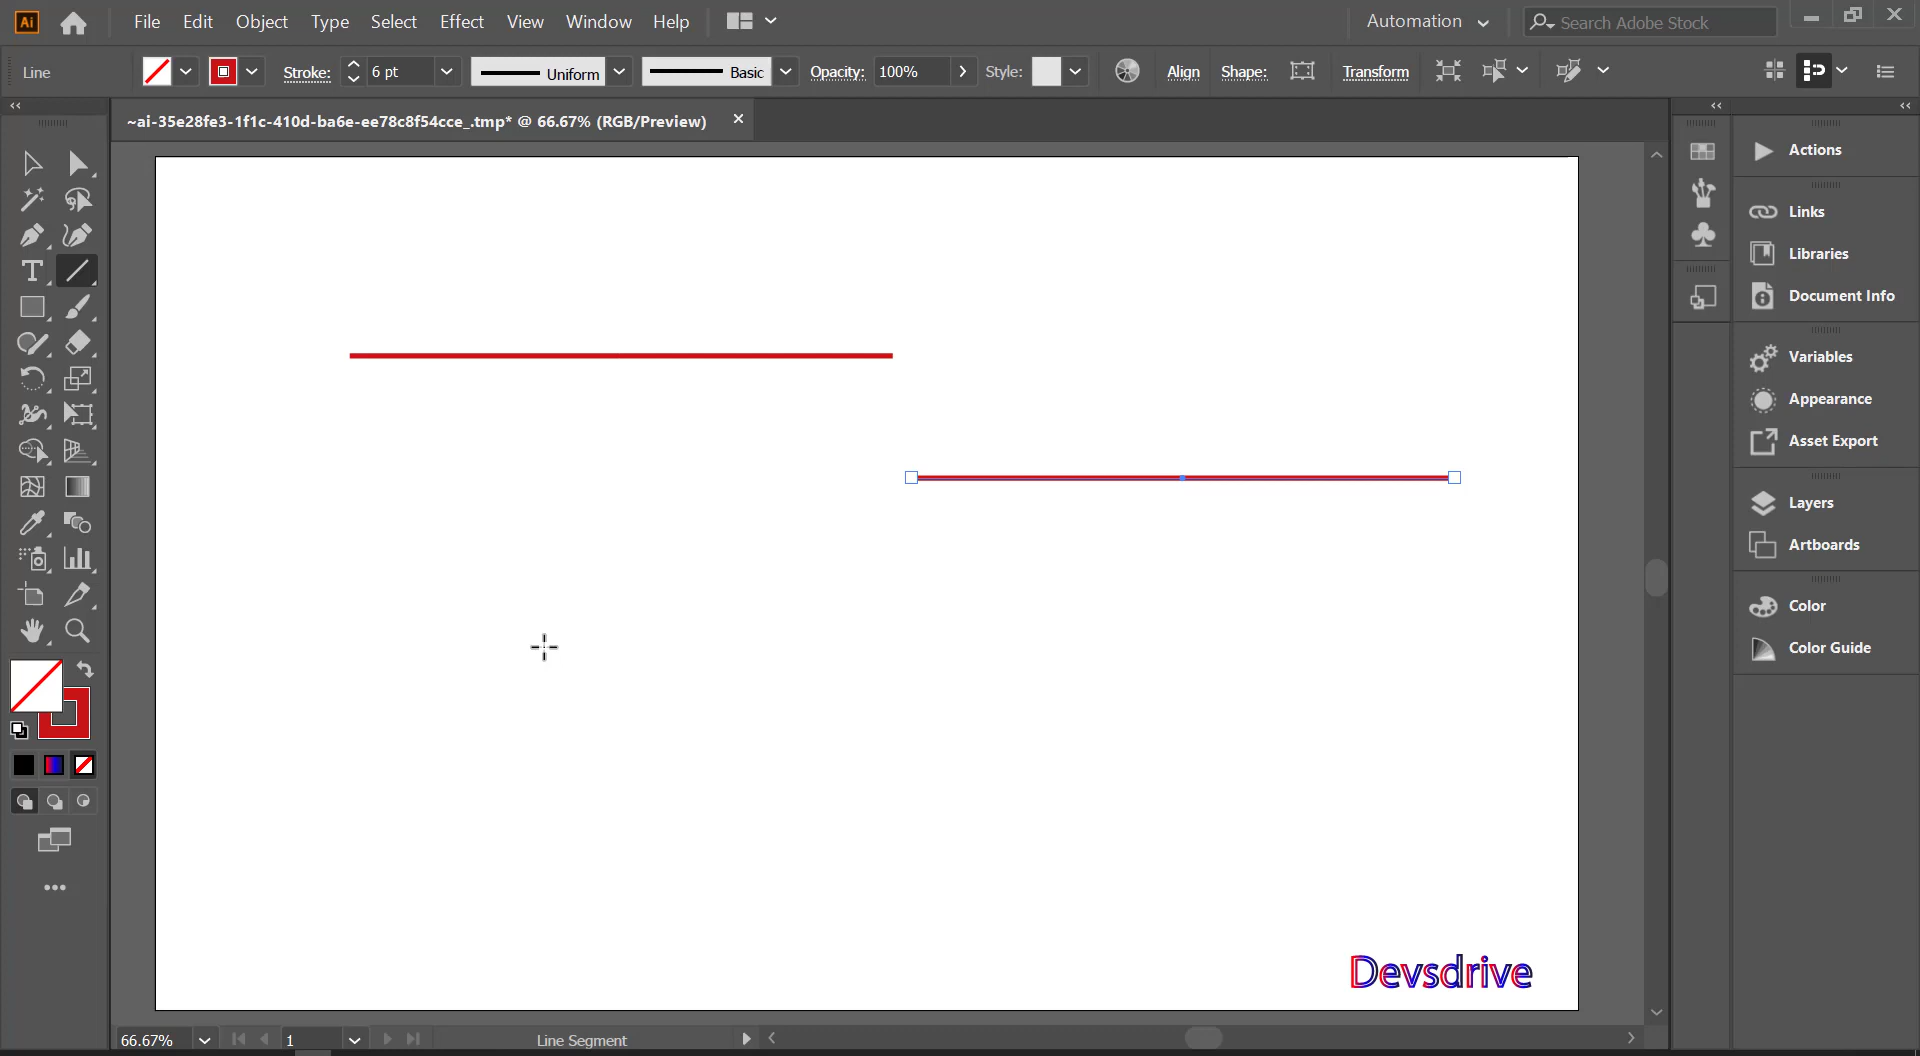 Ai File Edit Object Type Select Effect View Window Help Automation Search Adobe Stock
Line Stroke: 6 pt Uniform Basic Opacity: 100% Style: Align Shape: Transform
~ai-35e28fe3-1f1c-410d-ba6e-ee78c8f54cce_.tmp* @ 66.67% (RGB/Preview)
Actions
Links
Libraries
Document Info
Variables
Appearance
Asset Export
Layers
Artboards
Color
Color Guide
Devsdrive
66.67% 1 Line Segment